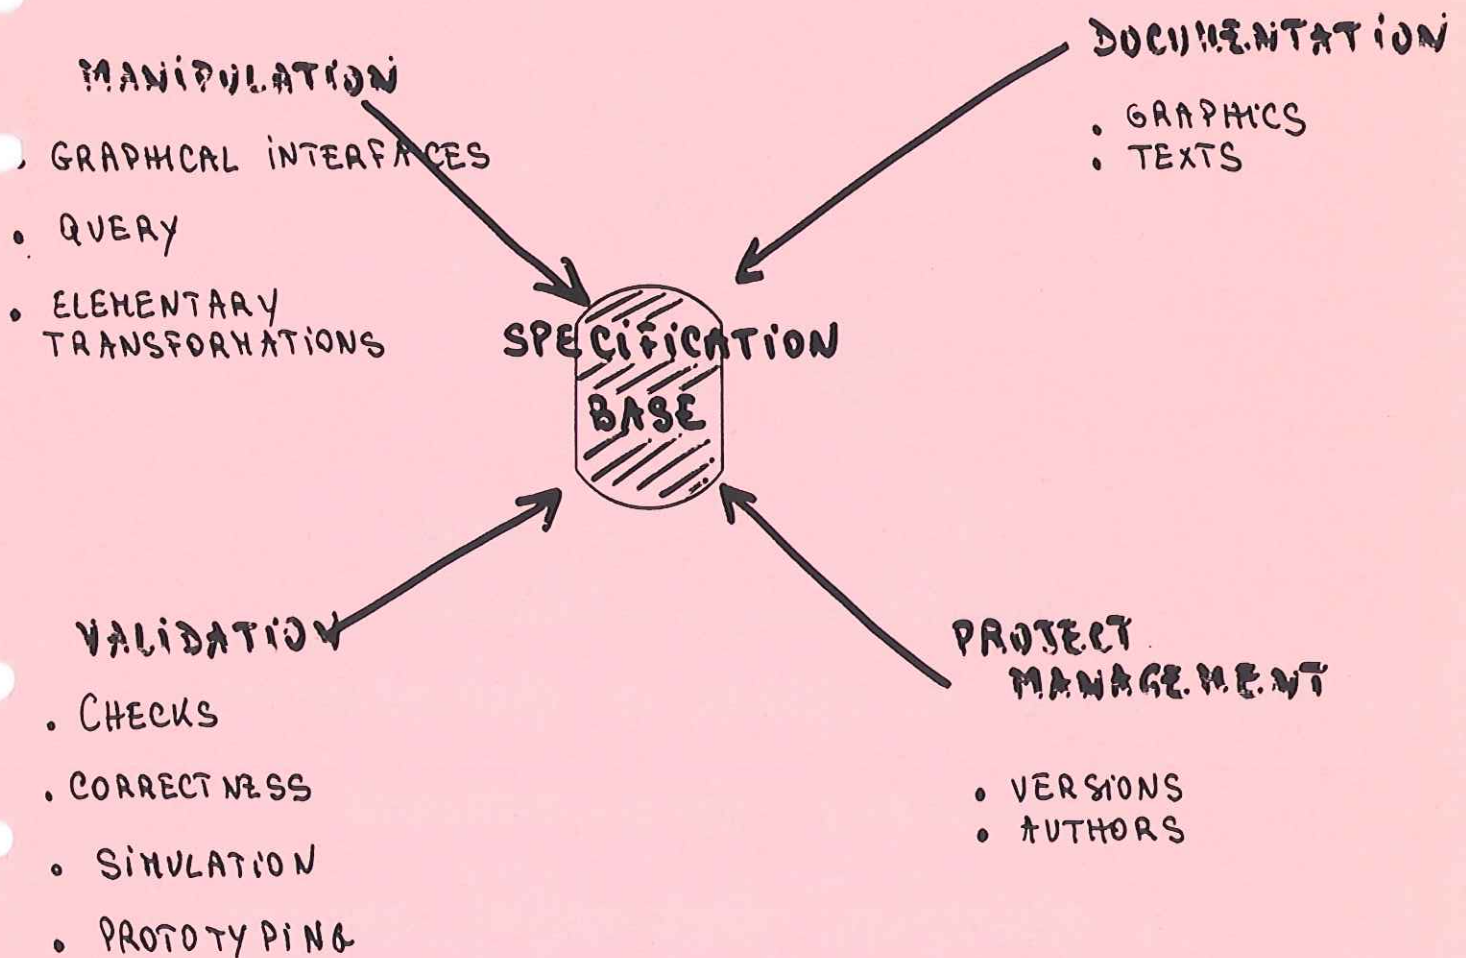 MANIPULATION
. GRAPHICAL INTERFACES
. QUERY
. ELEMENTARY
TRANSFORMATIONS
DOCUMENTATION
. GRAPHICS
. TEXTS
SPECIFICATION
BASE
VALIDATION
. CHECKS
. CORRECTNESS
. SIMULATION
. PROTOTYPING
PROJECT
MANAGEMENT
. VERSIONS
. AUTHORS